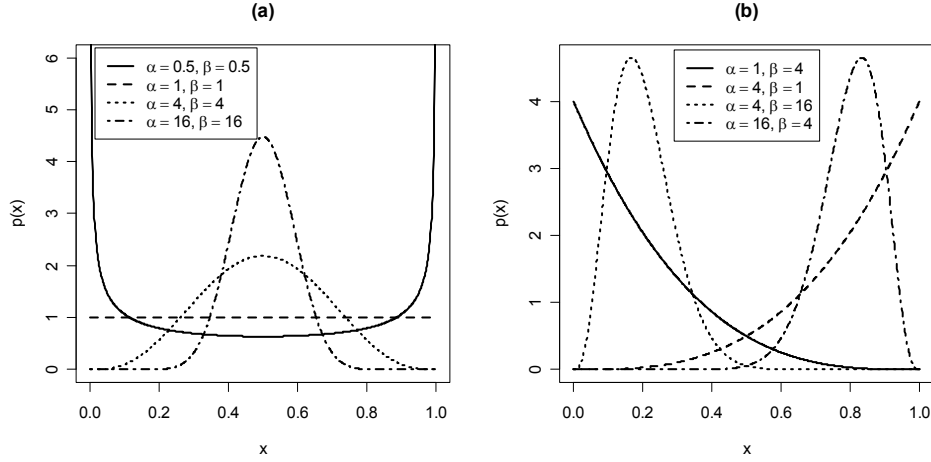 (a)
α = 0.5, β = 0.5
α = 1, β = 1
α = 4, β = 4
α = 16, β = 16
p(x)
6
5
4
3
2
1
0
0.0 0.2 0.4 0.6 0.8 1.0
x
(b)
α = 1, β = 4
α = 4, β = 1
α = 4, β = 16
α = 16, β = 4
p(x)
4
3
2
1
0
0.0 0.2 0.4 0.6 0.8 1.0
x